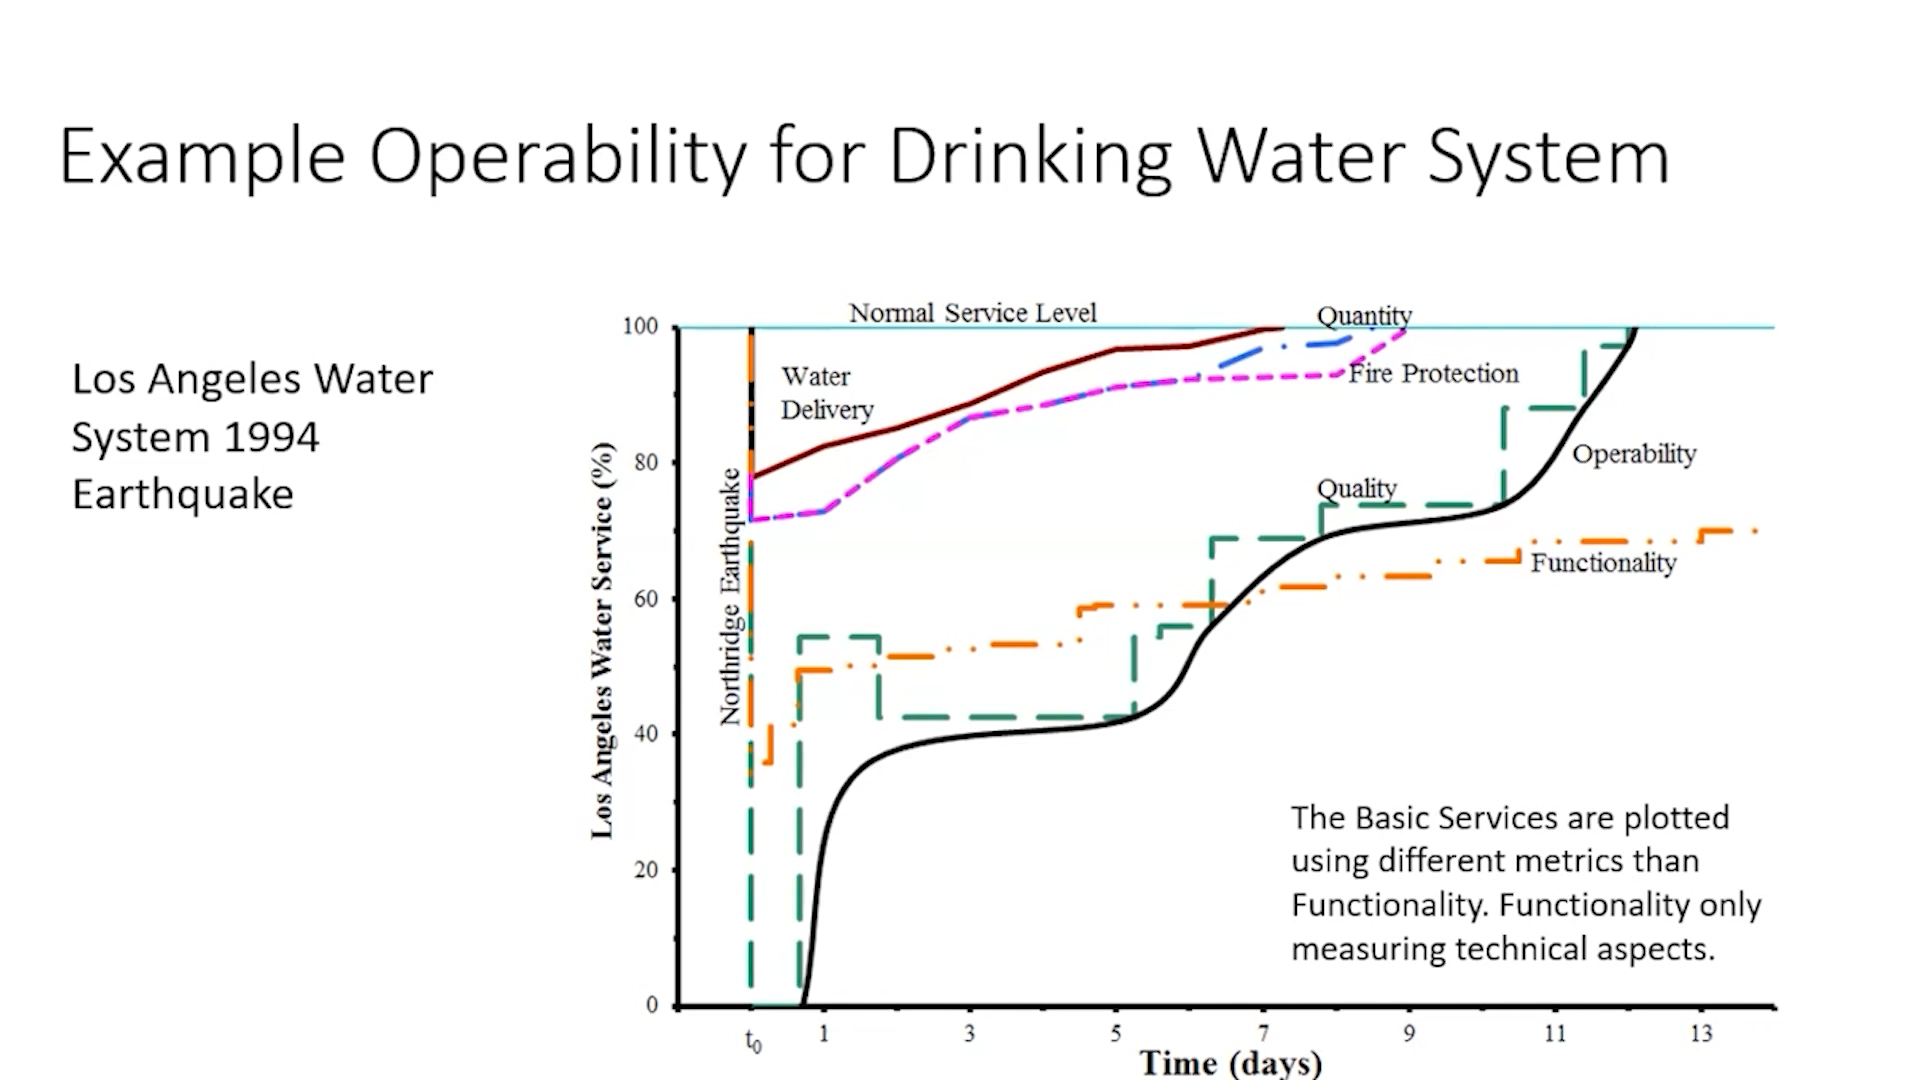 Example Operability for Drinking Water System
Los Angeles Water
System 1994
Earthquake
Normal Service Level
Quantity
Water
Delivery
Fire Protection
Operability
Quality
Functionality
Northridge Earthquake
Los Angeles Water Service (%)
100
80
60
40
20
0
t0
1
3
5
7
9
11
13
Time (days)
The Basic Services are plotted
using different metrics than
Functionality. Functionality only
measuring technical aspects.